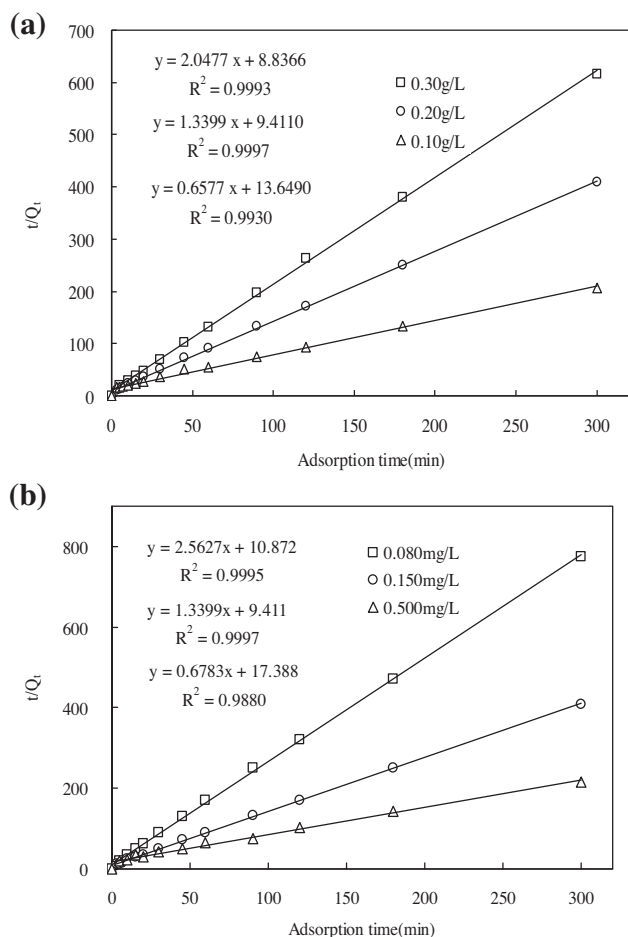 (a)
700
600
500
400
300
200
100
0
t/Qt
y = 2.0477 x + 8.8366
R² = 0.9993
y = 1.3399 x + 9.4110
R² = 0.9997
y = 0.6577 x + 13.6490
R² = 0.9930
0.30g/L
0.20g/L
0.10g/L
0 50 100 150 200 250 300
Adsorption time(min)
(b)
800
600
400
200
0
t/Qt
y = 2.5627x + 10.872
R² = 0.9995
y = 1.3399x + 9.411
R² = 0.9997
y = 0.6783x + 17.388
R² = 0.9880
0.080mg/L
0.150mg/L
0.500mg/L
0 50 100 150 200 250 300
Adsorption time(min)